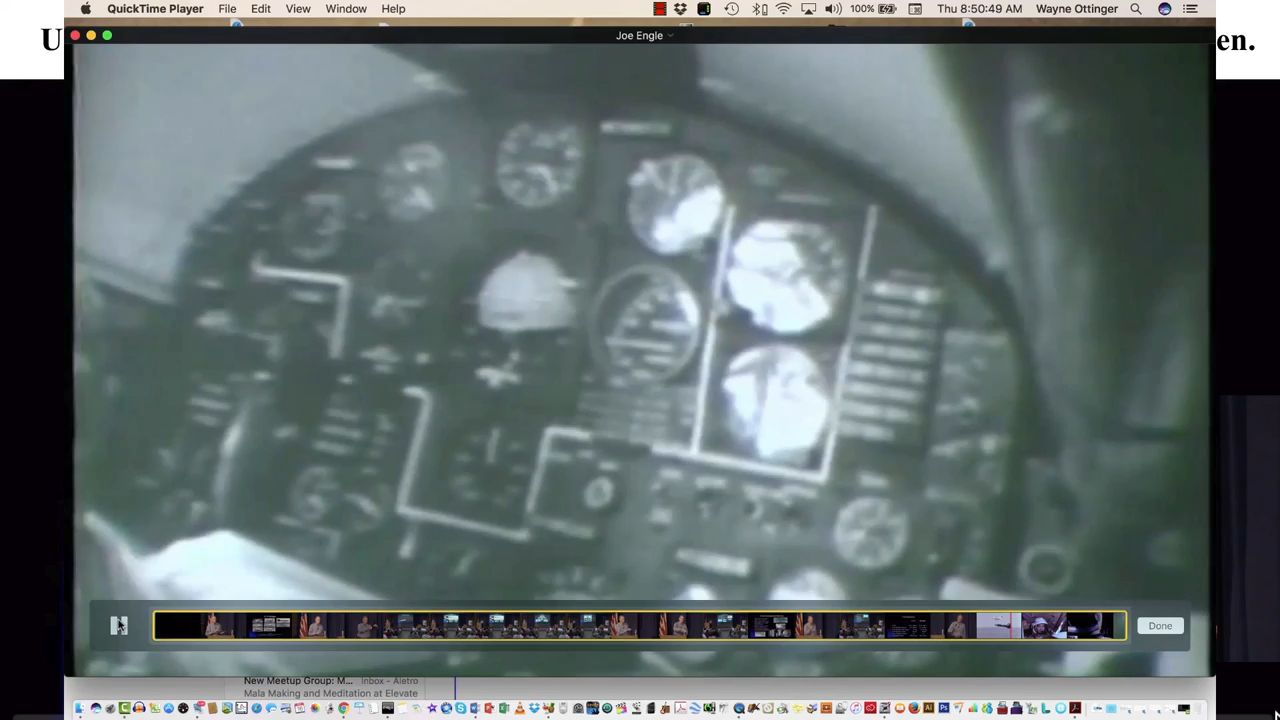 QuickTime Player File Edit View Window Help 100% Thu 8:50:49 AM Wayne Ottinger
U en.
Joe Engle
Done
New Meetup Group: M... Inbox - Aletro
Mala Making and Meditation at Elevate